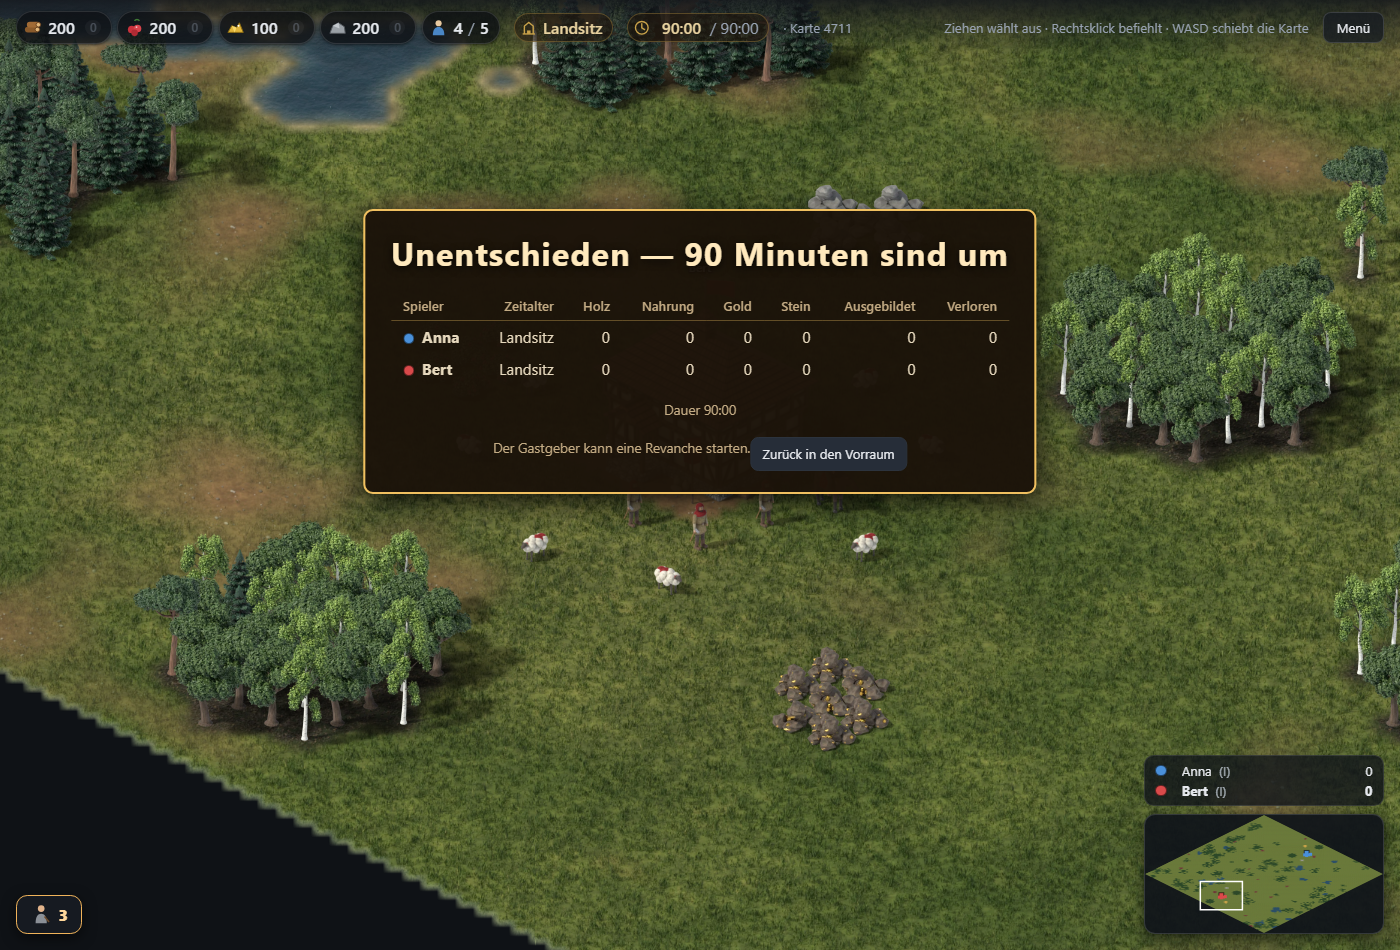 200 0 200 0 100 0 200 0 4 / 5 Landsitz 90:00 / 90:00 · Karte 4711 Ziehen wählt aus · Rechtsklick befiehlt · WASD schiebt die Karte Menü
Unentschieden — 90 Minuten sind um
Spieler Zeitalter Holz Nahrung Gold Stein Ausgebildet Verloren
Anna Landsitz 0 0 0 0 0 0
Bert Landsitz 0 0 0 0 0 0
Dauer 90:00
Der Gastgeber kann eine Revanche starten. Zurück in den Vorraum
Anna (I) 0
Bert (I) 0
3